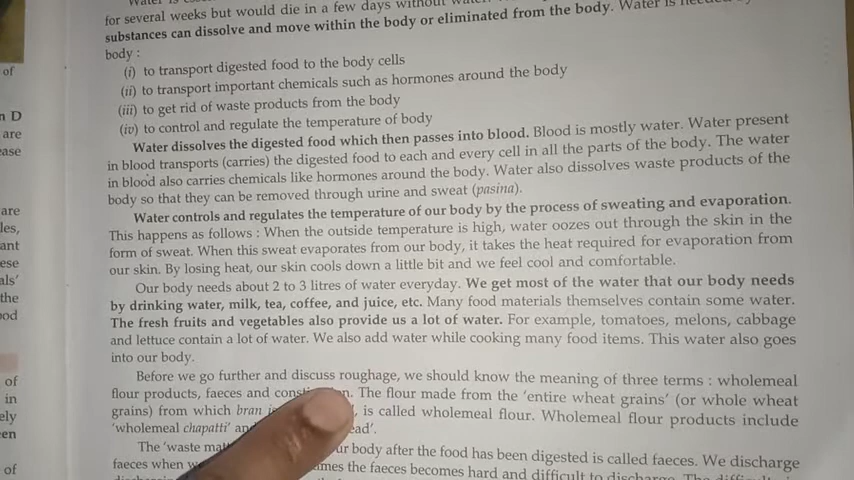 for several weeks but would die in a few days without
substances can dissolve and move within the body or eliminated from the body. Water is needed
body :
(i) to transport digested food to the body cells
(ii) to transport important chemicals such as hormones around the body
(iii) to get rid of waste products from the body
(iv) to control and regulate the temperature of body
Water dissolves the digested food which then passes into blood. Blood is mostly water. Water present
in blood transports (carries) the digested food to each and every cell in all the parts of the body. The water
in blood also carries chemicals like hormones around the body. Water also dissolves waste products of the
body so that they can be removed through urine and sweat (pasina).
Water controls and regulates the temperature of our body by the process of sweating and evaporation.
This happens as follows : When the outside temperature is high, water oozes out through the skin in the
form of sweat. When this sweat evaporates from our body, it takes the heat required for evaporation from
our skin. By losing heat, our skin cools down a little bit and we feel cool and comfortable.
Our body needs about 2 to 3 litres of water everyday. We get most of the water that our body needs
by drinking water, milk, tea, coffee, and juice, etc. Many food materials themselves contain some water.
The fresh fruits and vegetables also provide us a lot of water. For example, tomatoes, melons, cabbage
and lettuce contain a lot of water. We also add water while cooking many food items. This water also goes
into our body.
Before we go further and discuss roughage, we should know the meaning of three terms : wholemeal
flour products, faeces and The flour made from the 'entire wheat grains' (or whole wheat
grains) from which bran is called wholemeal flour. Wholemeal flour products include
'wholemeal chapatti'
The 'waste body after the food has been digested is called faeces. We discharge
faeces when the faeces becomes hard and difficult to discharge.
of
D
are
are
ant
the
of
in
of